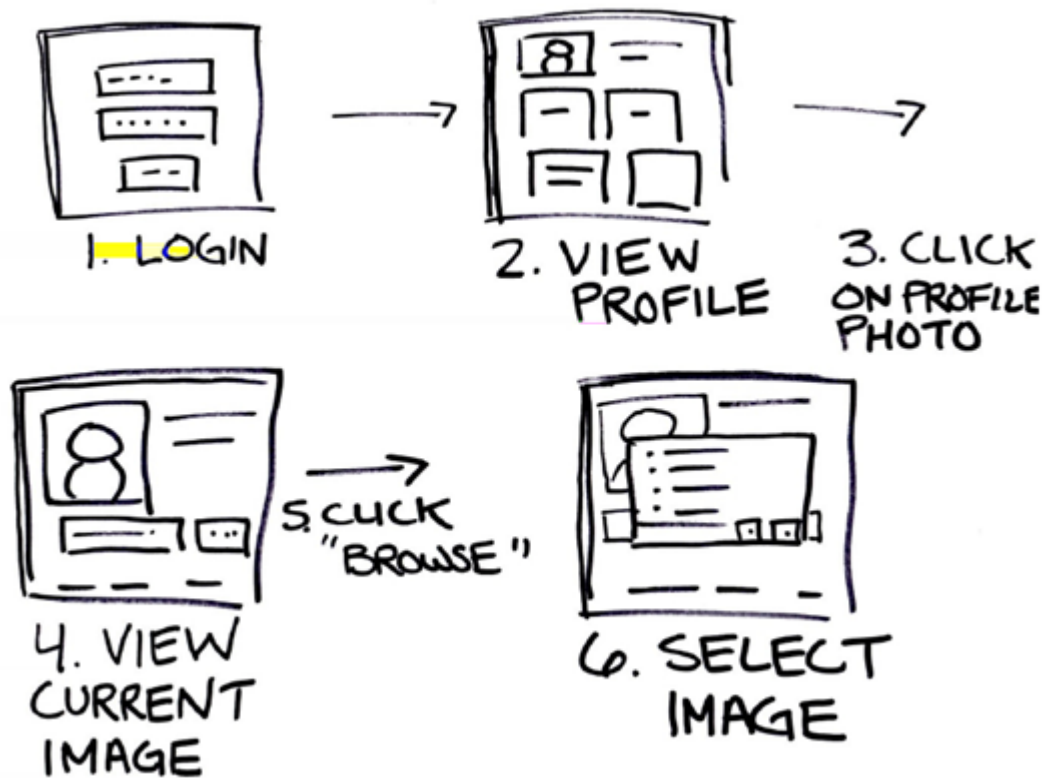 1. LOGIN
2. VIEW
PROFILE
3. CLICK
ON PROFILE
PHOTO
4. VIEW
CURRENT
IMAGE
5. CLICK
"BROWSE"
6. SELECT
IMAGE